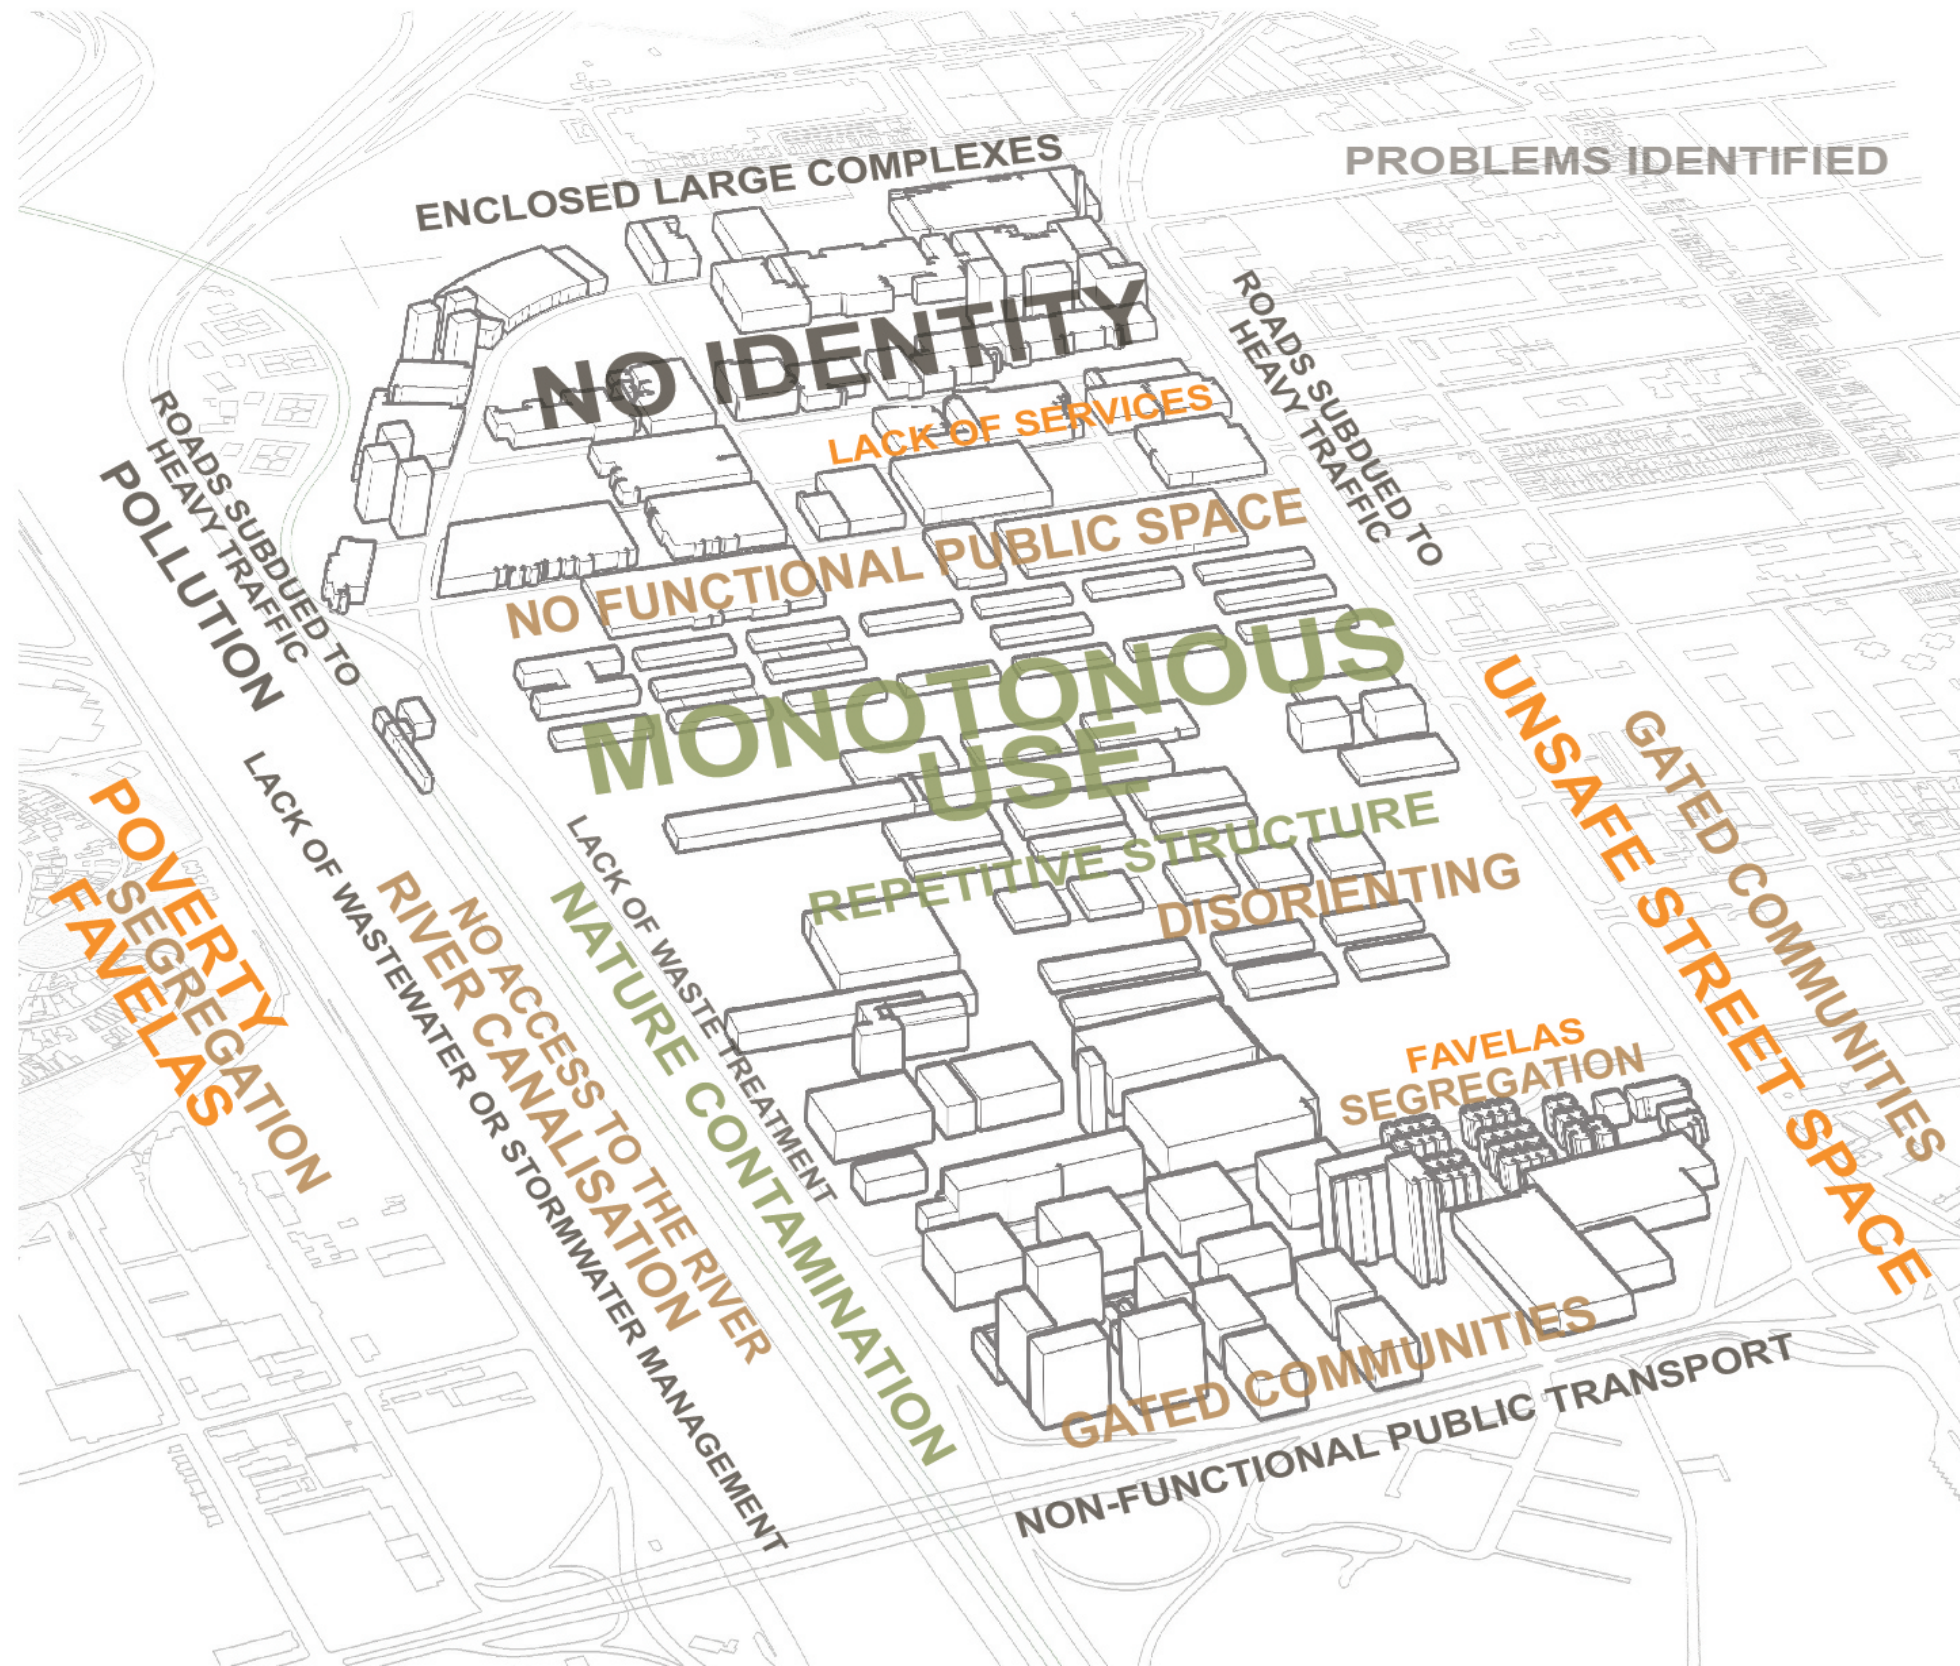 PROBLEMS IDENTIFIED
ENCLOSED LARGE COMPLEXES
NO IDENTITY
LACK OF SERVICES
ROADS SUBDUED TO
HEAVY TRAFFIC
ROADS SUBDUED TO
HEAVY TRAFFIC
POLLUTION
NO FUNCTIONAL PUBLIC SPACE
MONOTONOUS
USE
REPETITIVE STRUCTURE
DISORIENTING
UNSAFE STREET SPACE
GATED COMMUNITIES
POVERTY
SEGREGATION
FAVELAS
LACK OF WASTEWATER OR STORMWATER MANAGEMENT
NO ACCESS TO THE RIVER
RIVER CANALISATION
LACK OF WASTE TREATMENT
NATURE CONTAMINATION
FAVELAS
SEGREGATION
GATED COMMUNITIES
NON-FUNCTIONAL PUBLIC TRANSPORT